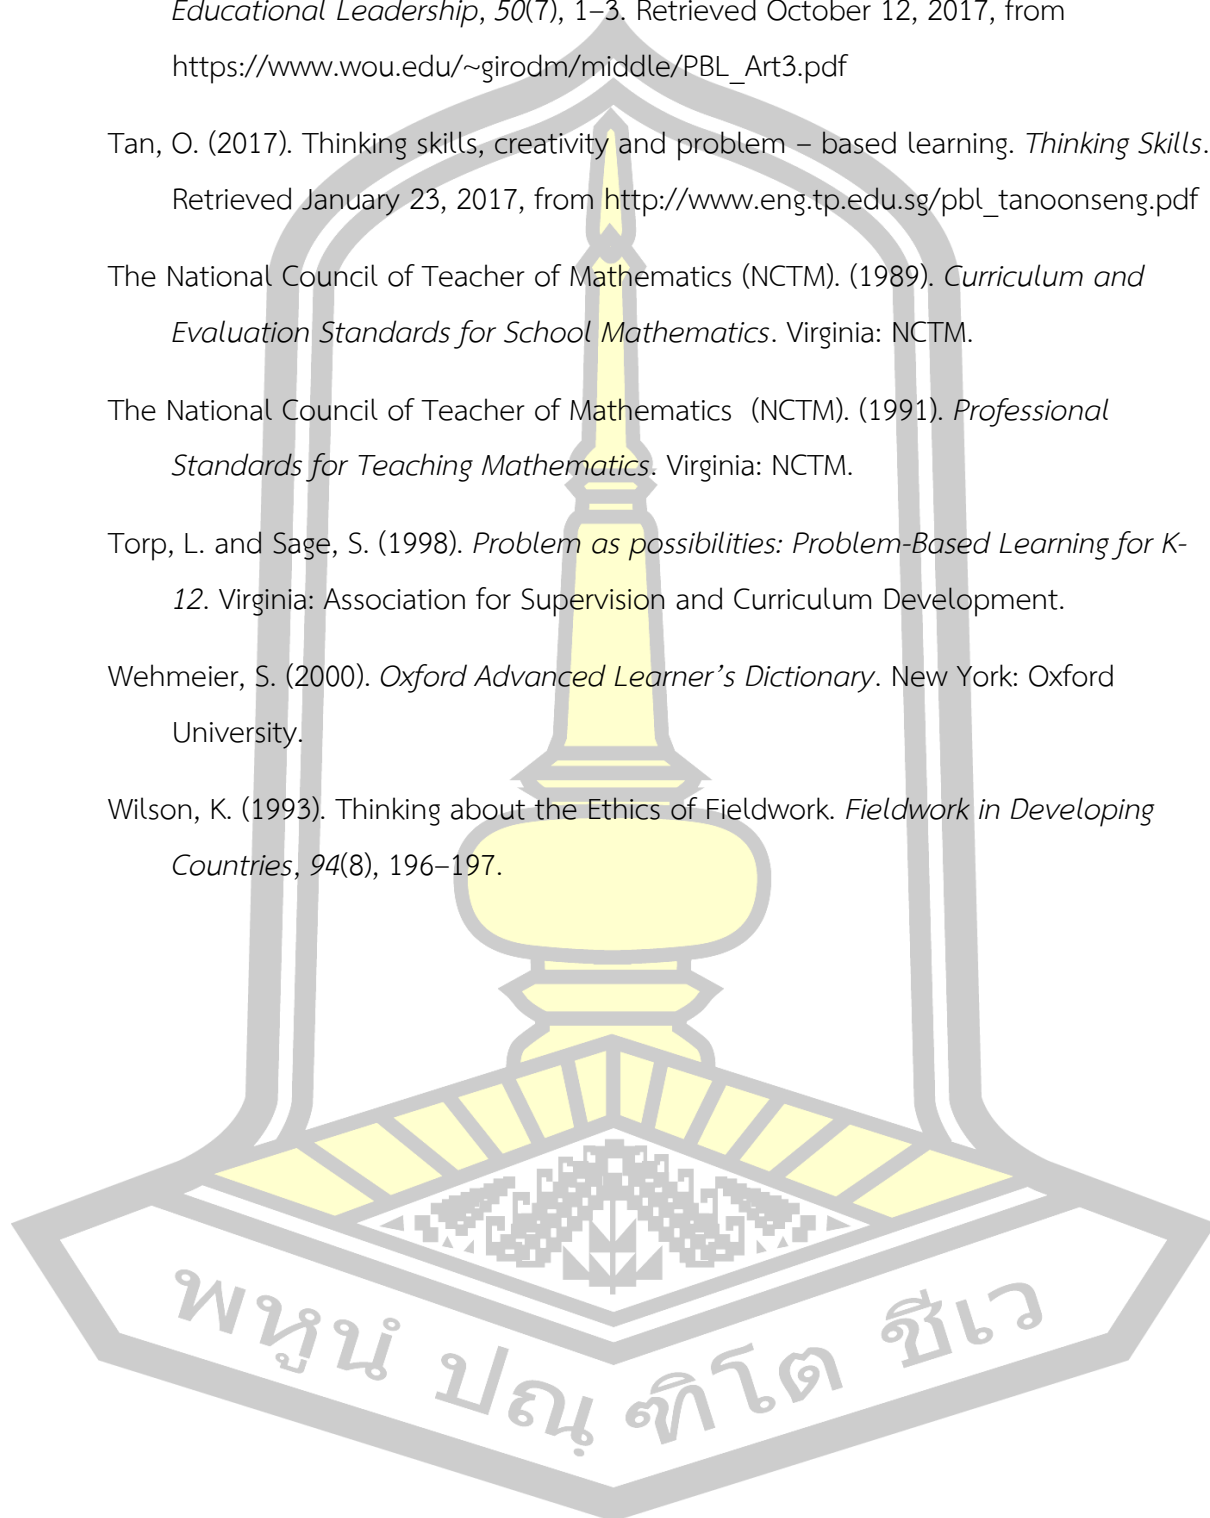 Educational Leadership, 50(7), 1–3. Retrieved October 12, 2017, from
https://www.wou.edu/~girodm/middle/PBL_Art3.pdf
Tan, O. (2017). Thinking skills, creativity and problem – based learning. Thinking Skills.
Retrieved January 23, 2017, from http://www.eng.tp.edu.sg/pbl_tanoonseng.pdf
The National Council of Teacher of Mathematics (NCTM). (1989). Curriculum and
Evaluation Standards for School Mathematics. Virginia: NCTM.
The National Council of Teacher of Mathematics (NCTM). (1991). Professional
Standards for Teaching Mathematics. Virginia: NCTM.
Torp, L. and Sage, S. (1998). Problem as possibilities: Problem-Based Learning for K-
12. Virginia: Association for Supervision and Curriculum Development.
Wehmeier, S. (2000). Oxford Advanced Learner’s Dictionary. New York: Oxford
University.
Wilson, K. (1993). Thinking about the Ethics of Fieldwork. Fieldwork in Developing
Countries, 94(8), 196–197.
พหูนํ ปณฺฑิโต ชีเว